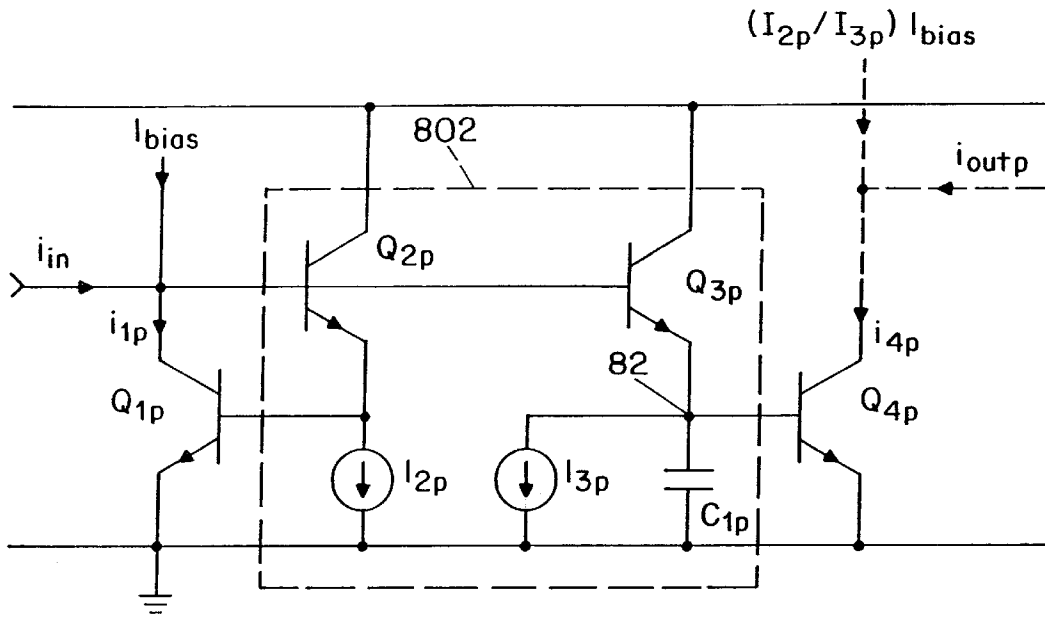 (I2p/I3p) Ibias
Ibias
802
ioutp
iin
Q2p
Q3p
i1p
i4p
82
Q1p
Q4p
I2p
I3p
C1p